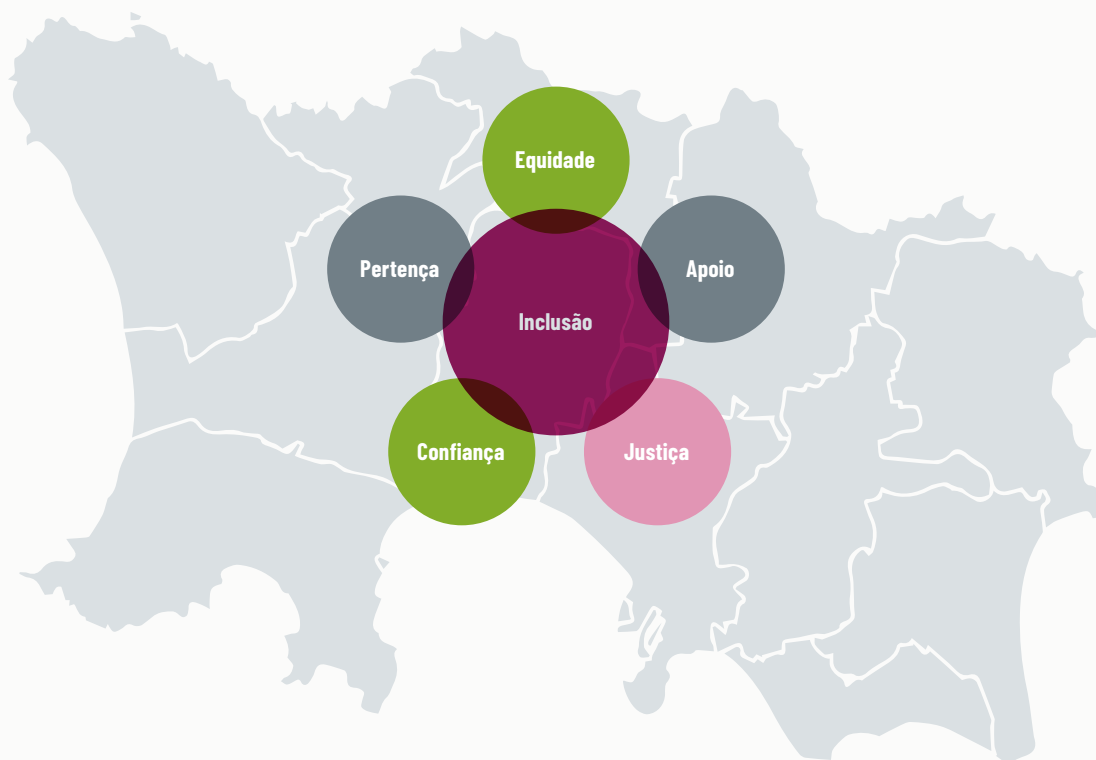 Equidade
Pertença
Apoio
Inclusão
Confiança
Justiça